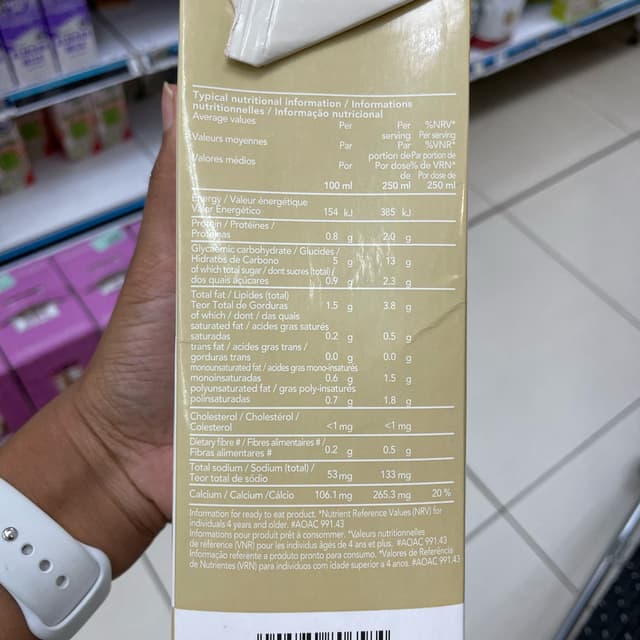 Typical nutritional information / Informations
nutritionnelles / Informação nutricional
Average values Per Per %NRV*
serving Per serving
Valeurs moyennes Par Par %VNR*
portion de Par portion de
Valores médios Por Por dose % de VRN*
de Por dose de
100 ml 250 ml 250 ml
Energy / Valeur énergétique
Valor Energético 154 kJ 385 kJ
Protein / Protéines /
Proteínas 0.8 g 2.0 g
Glycaemic carbohydrate / Glucides /
Hidratos de Carbono 5 g 13 g
of which total sugar / dont sucres (total) /
dos quais açúcares 0.9 g 2.3 g
Total fat / Lipides (total)
Teor Total de Gorduras 1.5 g 3.8 g
of which / dont / das quais
saturated fat / acides gras saturés
saturadas 0.2 g 0.5 g
trans fat / acides gras trans /
gorduras trans 0.0 g 0.0 g
monounsaturated fat / acides gras mono-insaturés
monoinsaturadas 0.6 g 1.5 g
polyunsaturated fat / gras poly-insaturés
polinsaturadas 0.7 g 1.8 g
Cholesterol / Cholestérol /
Colesterol <1 mg <1 mg
Dietary fibre # / Fibres alimentaires # /
Fibras alimentares # 0.2 g 0.5 g
Total sodium / Sodium (total) /
Teor total de sódio 53 mg 133 mg
Calcium / Calcium / Cálcio 106.1 mg 265.3 mg 20 %
Information for ready to eat product. *Nutrient Reference Values (NRV) for
individuals 4 years and older. #AOAC 991.43
Informations pour produit prêt à consommer. *Valeurs nutritionnelles
de référence (VNR) pour les individus âgés de 4 ans et plus. #AOAC 991.43
Informação referente a produto pronto para consumo. *Valores de Referência
de Nutrientes (VRN) para indivíduos com idade superior a 4 anos. #AOAC 991.43